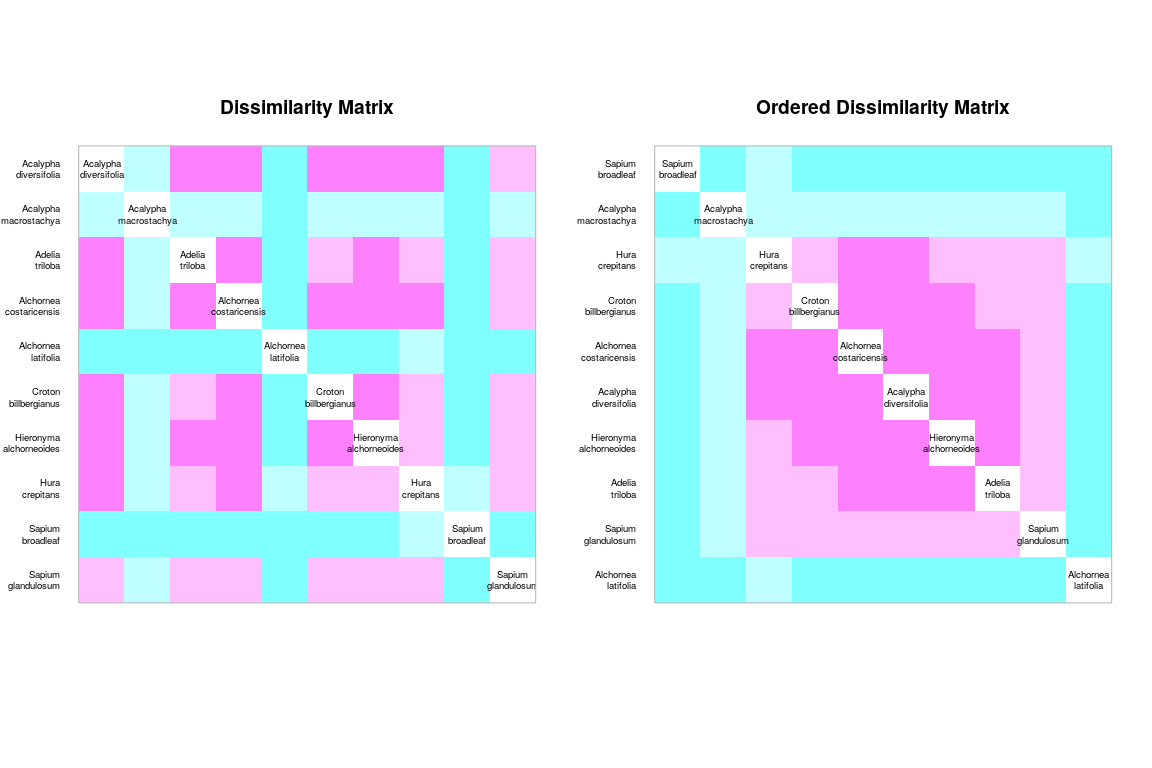 Dissimilarity Matrix
Acalypha
diversifolia
Acalypha
diversifolia
Acalypha
macrostachya
Acalypha
macrostachya
Adelia
triloba
Adelia
triloba
Alchornea
costaricensis
Alchornea
costaricensis
Alchornea
latifolia
Alchornea
latifolia
Croton
billbergianus
Croton
billbergianus
Hieronyma
alchorneoides
Hieronyma
alchorneoides
Hura
crepitans
Hura
crepitans
Sapium
broadleaf
Sapium
broadleaf
Sapium
glandulosum
Sapium
glandulosum
Ordered Dissimilarity Matrix
Sapium
broadleaf
Sapium
broadleaf
Acalypha
macrostachya
Acalypha
macrostachya
Hura
crepitans
Hura
crepitans
Croton
billbergianus
Croton
billbergianus
Alchornea
costaricensis
Alchornea
costaricensis
Acalypha
diversifolia
Acalypha
diversifolia
Hieronyma
alchorneoides
Hieronyma
alchorneoides
Adelia
triloba
Adelia
triloba
Sapium
glandulosum
Sapium
glandulosum
Alchornea
latifolia
Alchornea
latifolia